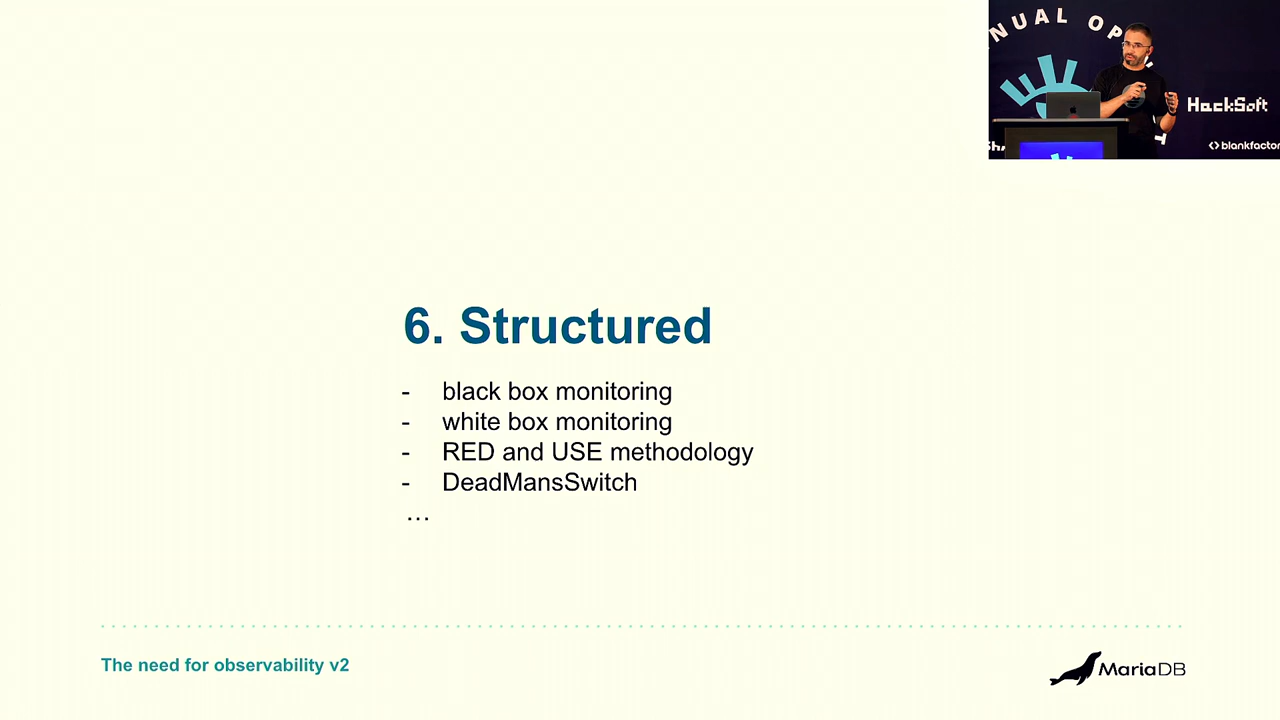 NUAL OP
HackSoft
blankfactor
6. Structured
- black box monitoring
- white box monitoring
- RED and USE methodology
- DeadMansSwitch
...
The need for observability v2
MariaDB